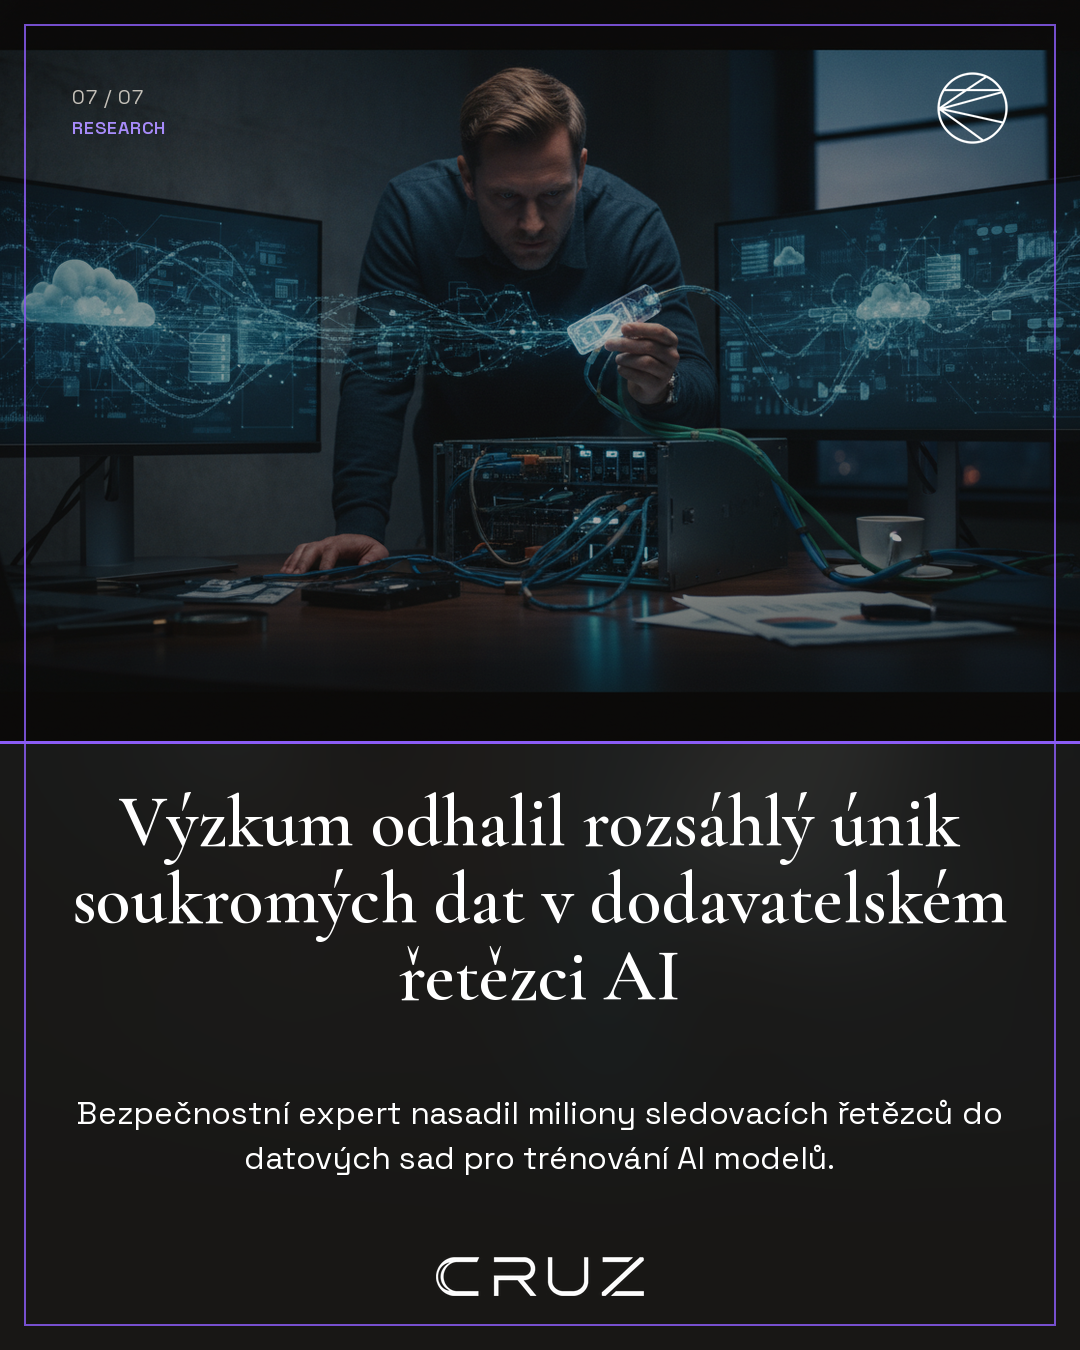 07 / 07
RESEARCH
Výzkum odhalil rozsáhlý únik
soukromých dat v dodavatelském
řetězci AI
Bezpečnostní expert nasadil miliony sledovacích řetězců do
datových sad pro trénování AI modelů.
CRUZ